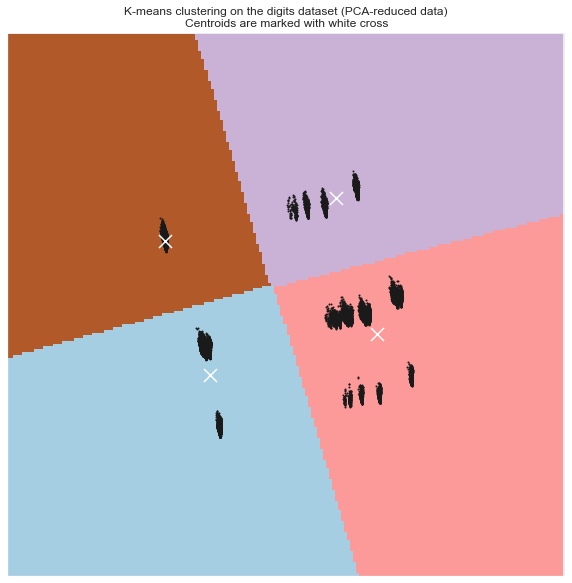 K-means clustering on the digits dataset (PCA-reduced data)
Centroids are marked with white cross